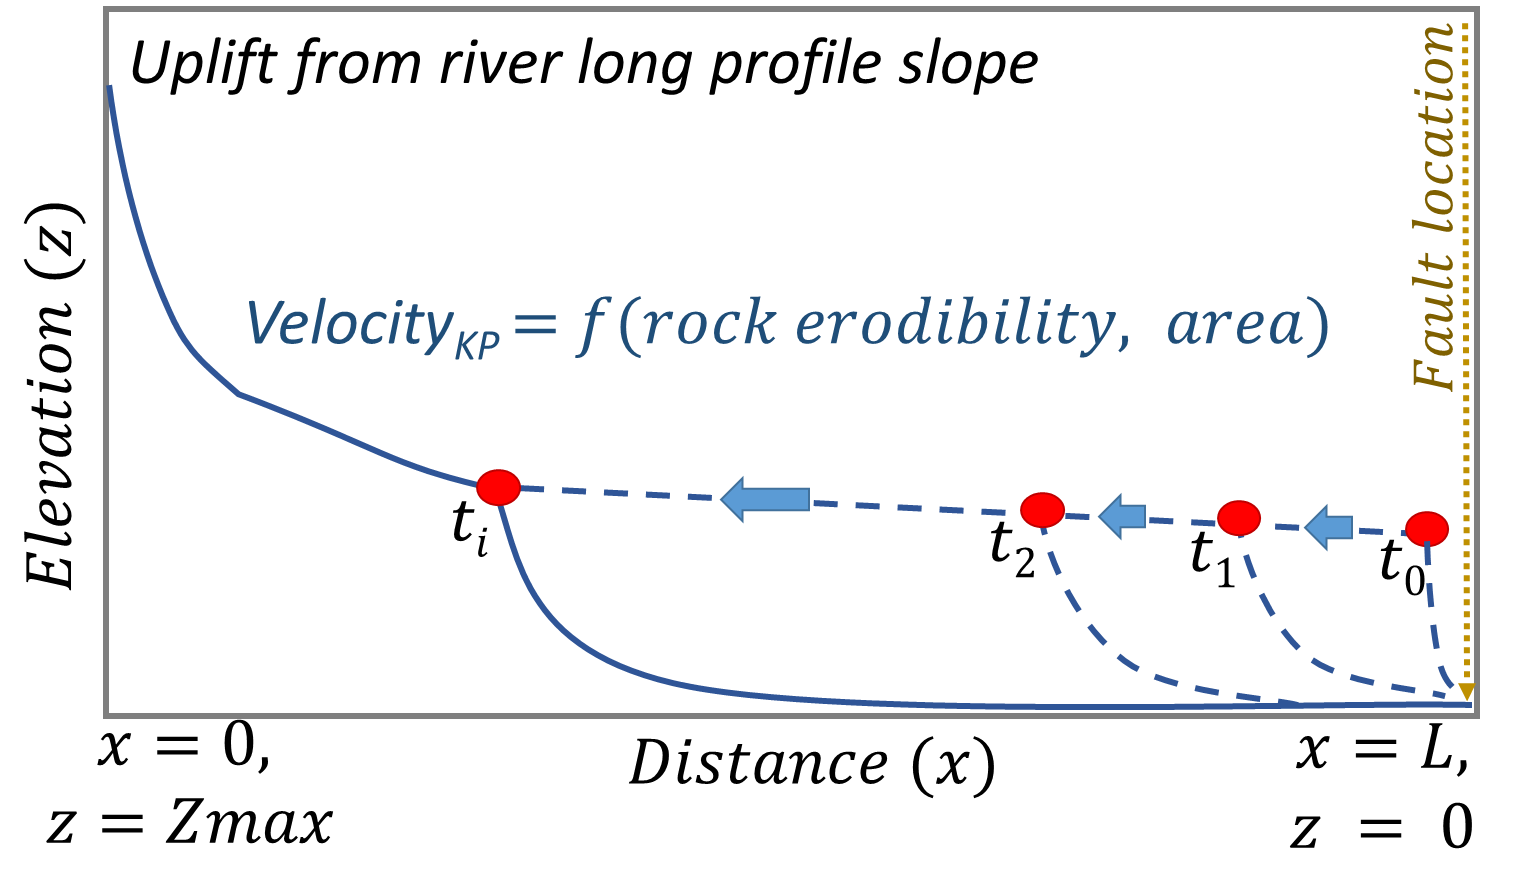 Uplift from river long profile slope
Fault location
Elevation (z)
Velocity_KP = f(rock erodibility, area)
t_i
t_2
t_1
t_0
x = 0,
z = Zmax
Distance (x)
x = L,
z = 0